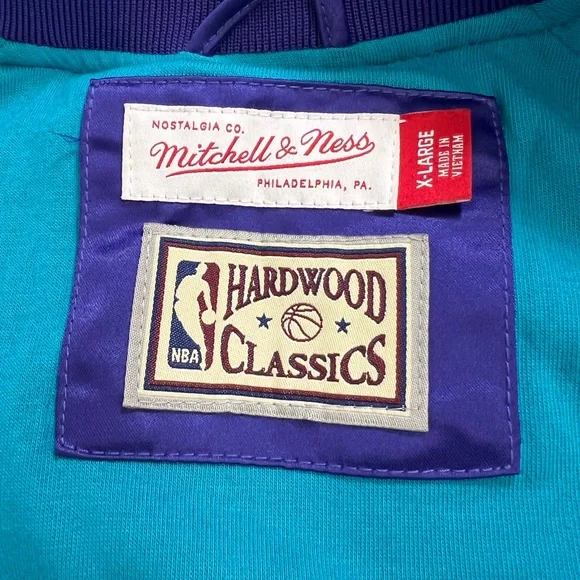 NOSTALGIA CO.
Mitchell & Ness
PHILADELPHIA, PA.
X-LARGE
MADE IN
VIETNAM
HARDWOOD
CLASSICS
NBA